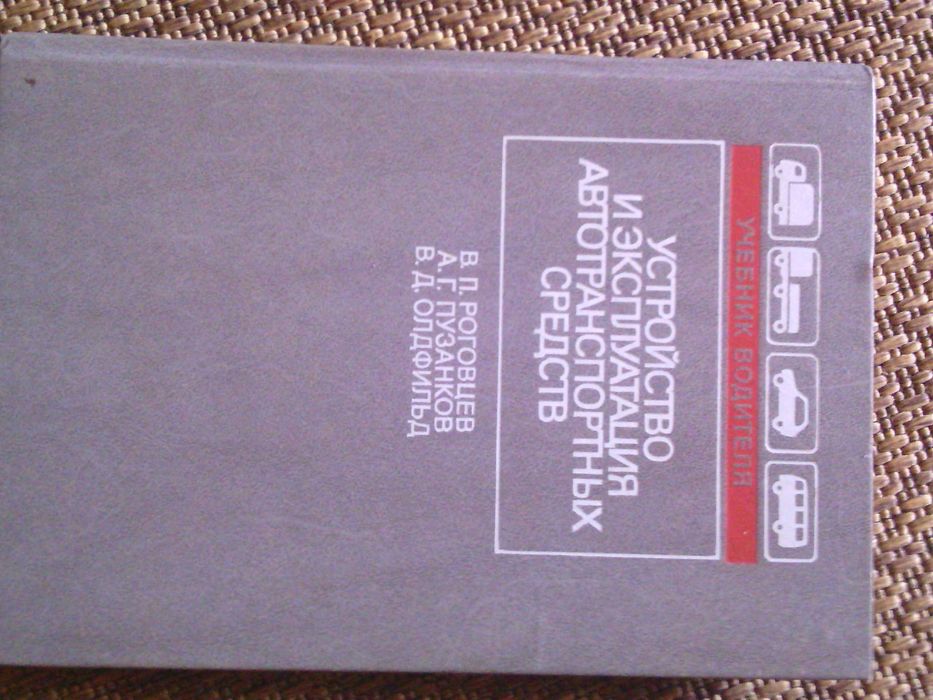 УЧЕБНИК ВОДИТЕЛЯ
УСТРОЙСТВО
И ЭКСПЛУАТАЦИЯ
АВТОТРАНСПОРТНЫХ
СРЕДСТВ
В. П. РОГОВЦЕВ
А. Г. ПУЗАНКОВ
В. Д. ОЛДФИЛЬД